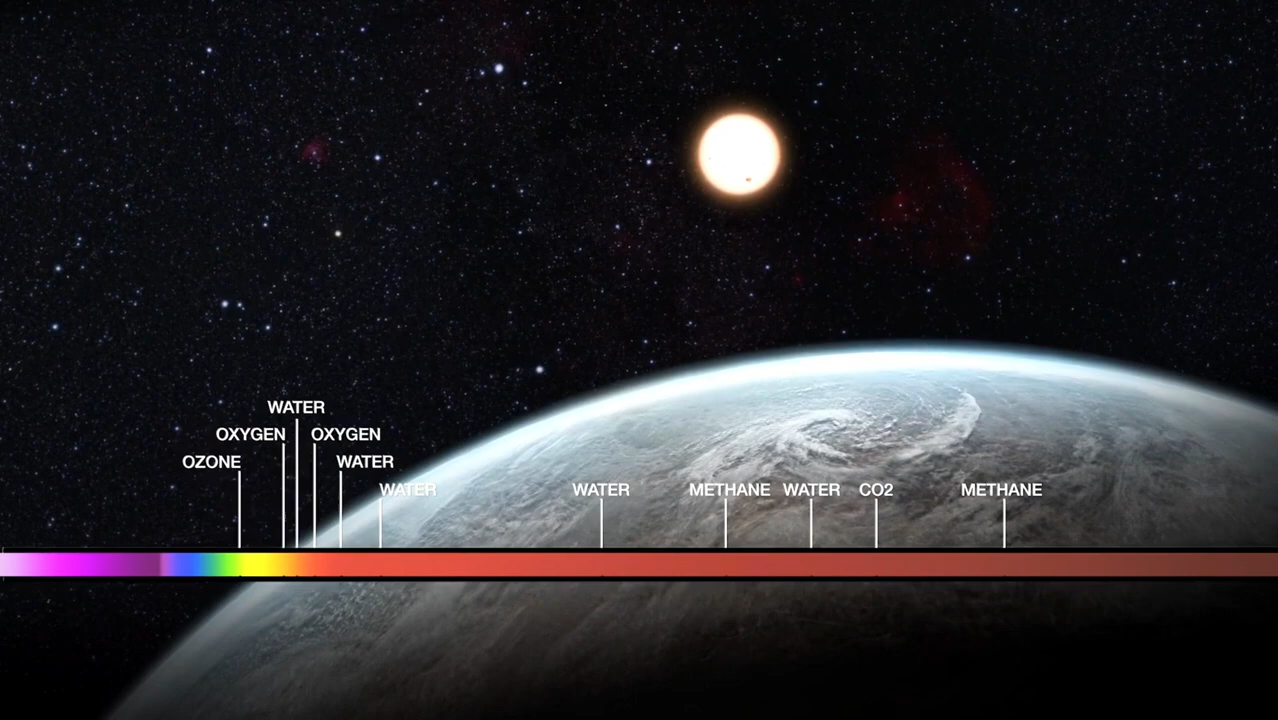 WATER
OXYGEN OXYGEN
OZONE WATER
WATER WATER METHANE WATER CO2 METHANE